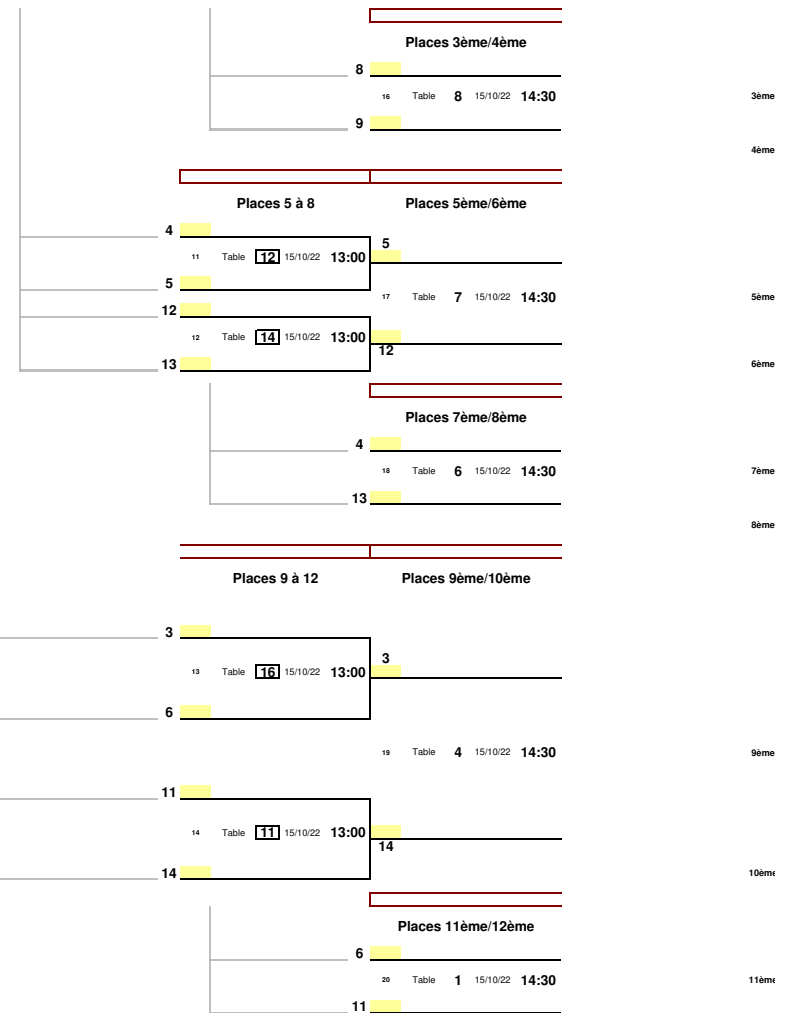 Places 3ème/4ème
8
16 Table 8 15/10/22 14:30 3ème
9
4ème
Places 5 à 8 Places 5ème/6ème
4
5
11 Table 12 15/10/22 13:00
5
17 Table 7 15/10/22 14:30 5ème
12
12 Table 14 15/10/22 13:00
12
13
6ème
Places 7ème/8ème
4
18 Table 6 15/10/22 14:30 7ème
13
8ème
Places 9 à 12 Places 9ème/10ème
3
3
13 Table 16 15/10/22 13:00
6
19 Table 4 15/10/22 14:30 9ème
11
14 Table 11 15/10/22 13:00
14
14
10ème
Places 11ème/12ème
6
20 Table 1 15/10/22 14:30 11ème
11